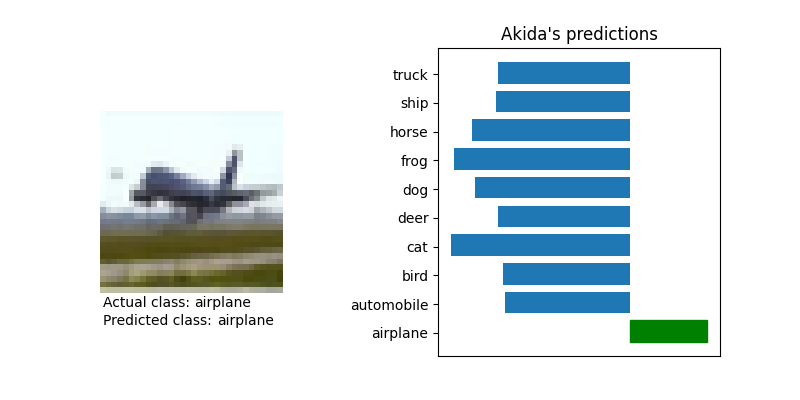 Akida's predictions
truck
ship
horse
frog
dog
deer
cat
bird
automobile
airplane
Actual class: airplane
Predicted class: airplane